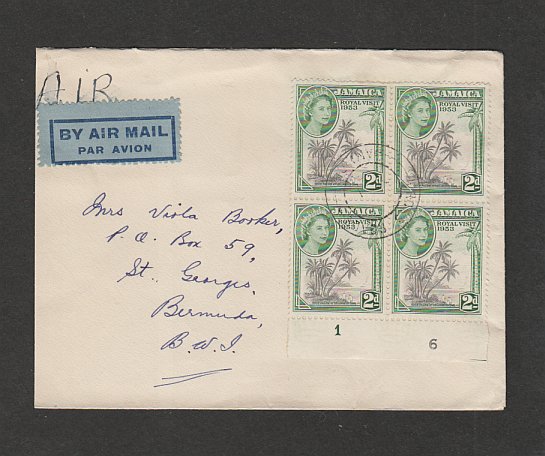 AIR
BY AIR MAIL
PAR AVION
JAMAICA
ROYAL VISIT
1953
2d
JAMAICA
ROYAL VISIT
1953
2d
JAMAICA
ROYAL VISIT
1953
2d
JAMAICA
ROYAL VISIT
1953
2d
1
6
Mrs Viola Booker,
P.O. Box 59,
St. Georges,
Bermuda,
B.W.I.